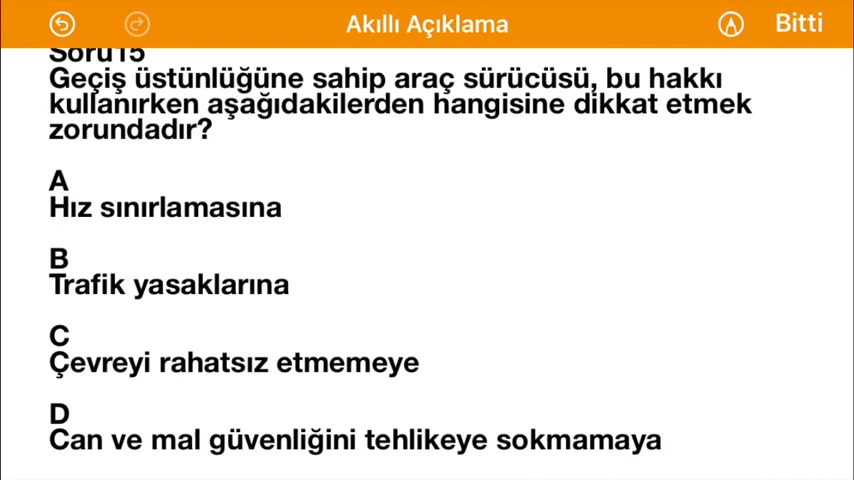 Akıllı Açıklama
Bitti
Soru15
Geçiş üstünlüğüne sahip araç sürücüsü, bu hakkı
kullanırken aşağıdakilerden hangisine dikkat etmek
zorundadır?
A
Hız sınırlamasına
B
Trafik yasaklarına
C
Çevreyi rahatsız etmemeye
D
Can ve mal güvenliğini tehlikeye sokmamaya